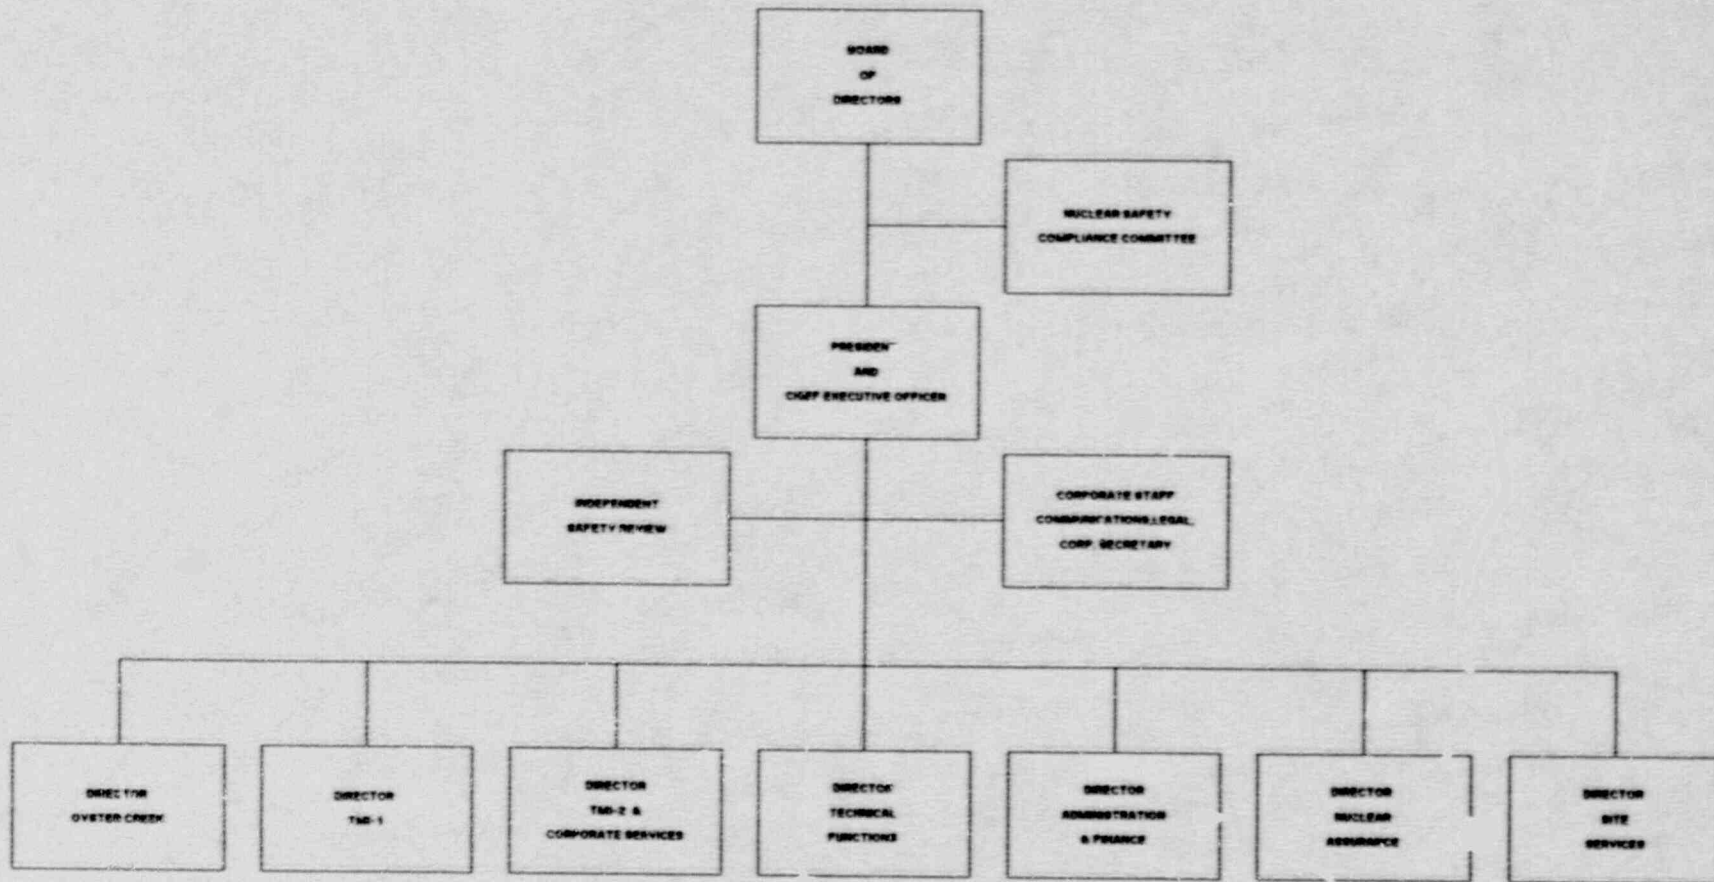 BOARD
OF
DIRECTORS
NUCLEAR SAFETY
COMPLIANCE COMMITTEE
PRESIDENT
AND
CIGEF EXECUTIVE OFFICER
INDEPENDENT
SAFETY REVIEW
CORPORATE STAFF
COMMUNICATIONS,LEGAL,
CORP. SECRETARY
DIRECTOR
OYSTER CREEK
DIRECTOR
TMI-1
DIRECTOR
TMI-2 &
CORPORATE SERVICES
DIRECTOR
TECHNICAL
FUNCTIONS
DIRECTOR
ADMINISTRATION
& FINANCE
DIRECTOR
NUCLEAR
ASSURANCE
DIRECTOR
SITE
SERVICES